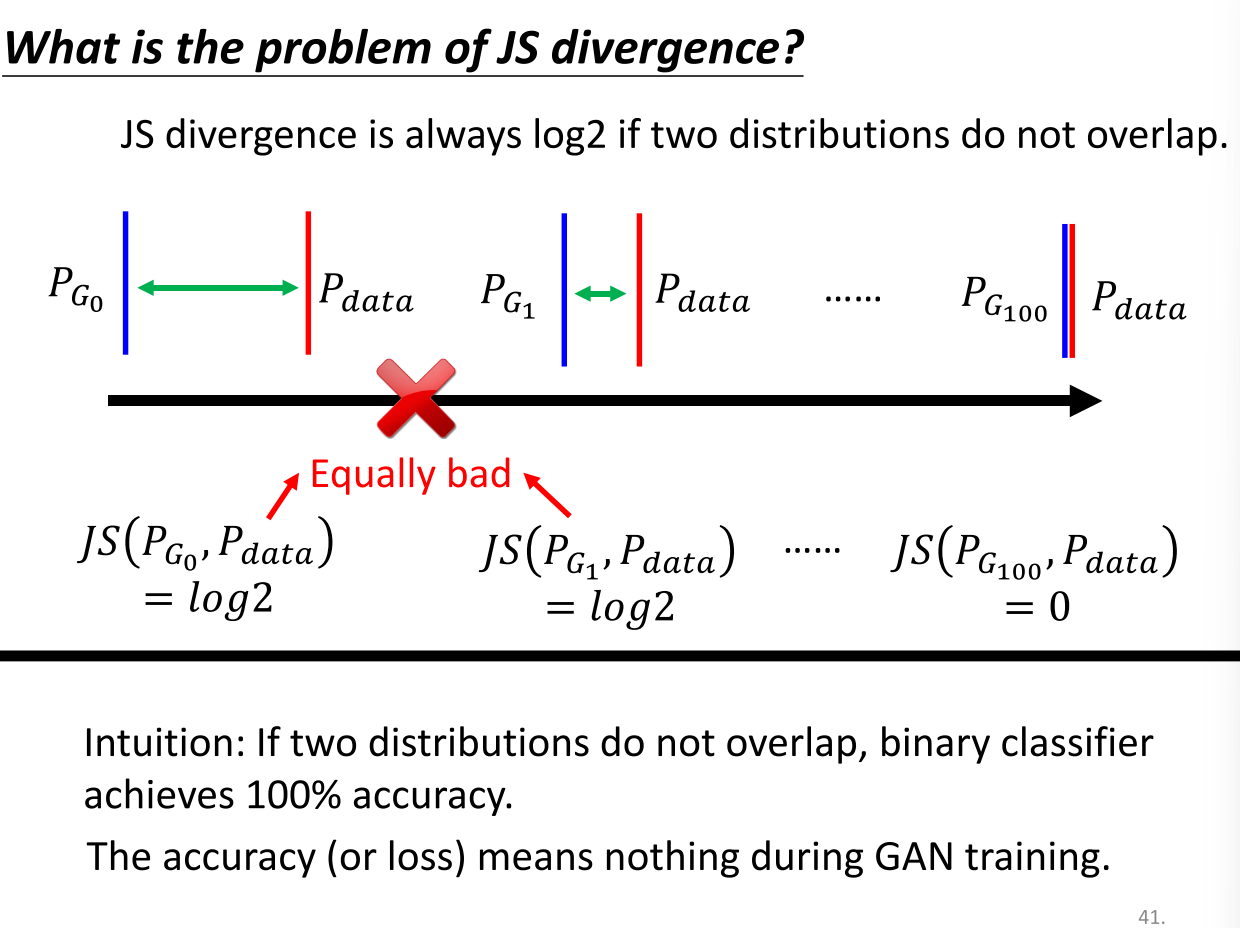 What is the problem of JS divergence?
JS divergence is always log2 if two distributions do not overlap.
P_{G_0} P_{data} P_{G_1} P_{data} …… P_{G_{100}} P_{data}
Equally bad
JS(P_{G_0}, P_{data}) JS(P_{G_1}, P_{data}) …… JS(P_{G_{100}}, P_{data})
= log2 = log2 = 0
Intuition: If two distributions do not overlap, binary classifier
achieves 100% accuracy.
The accuracy (or loss) means nothing during GAN training.
41.